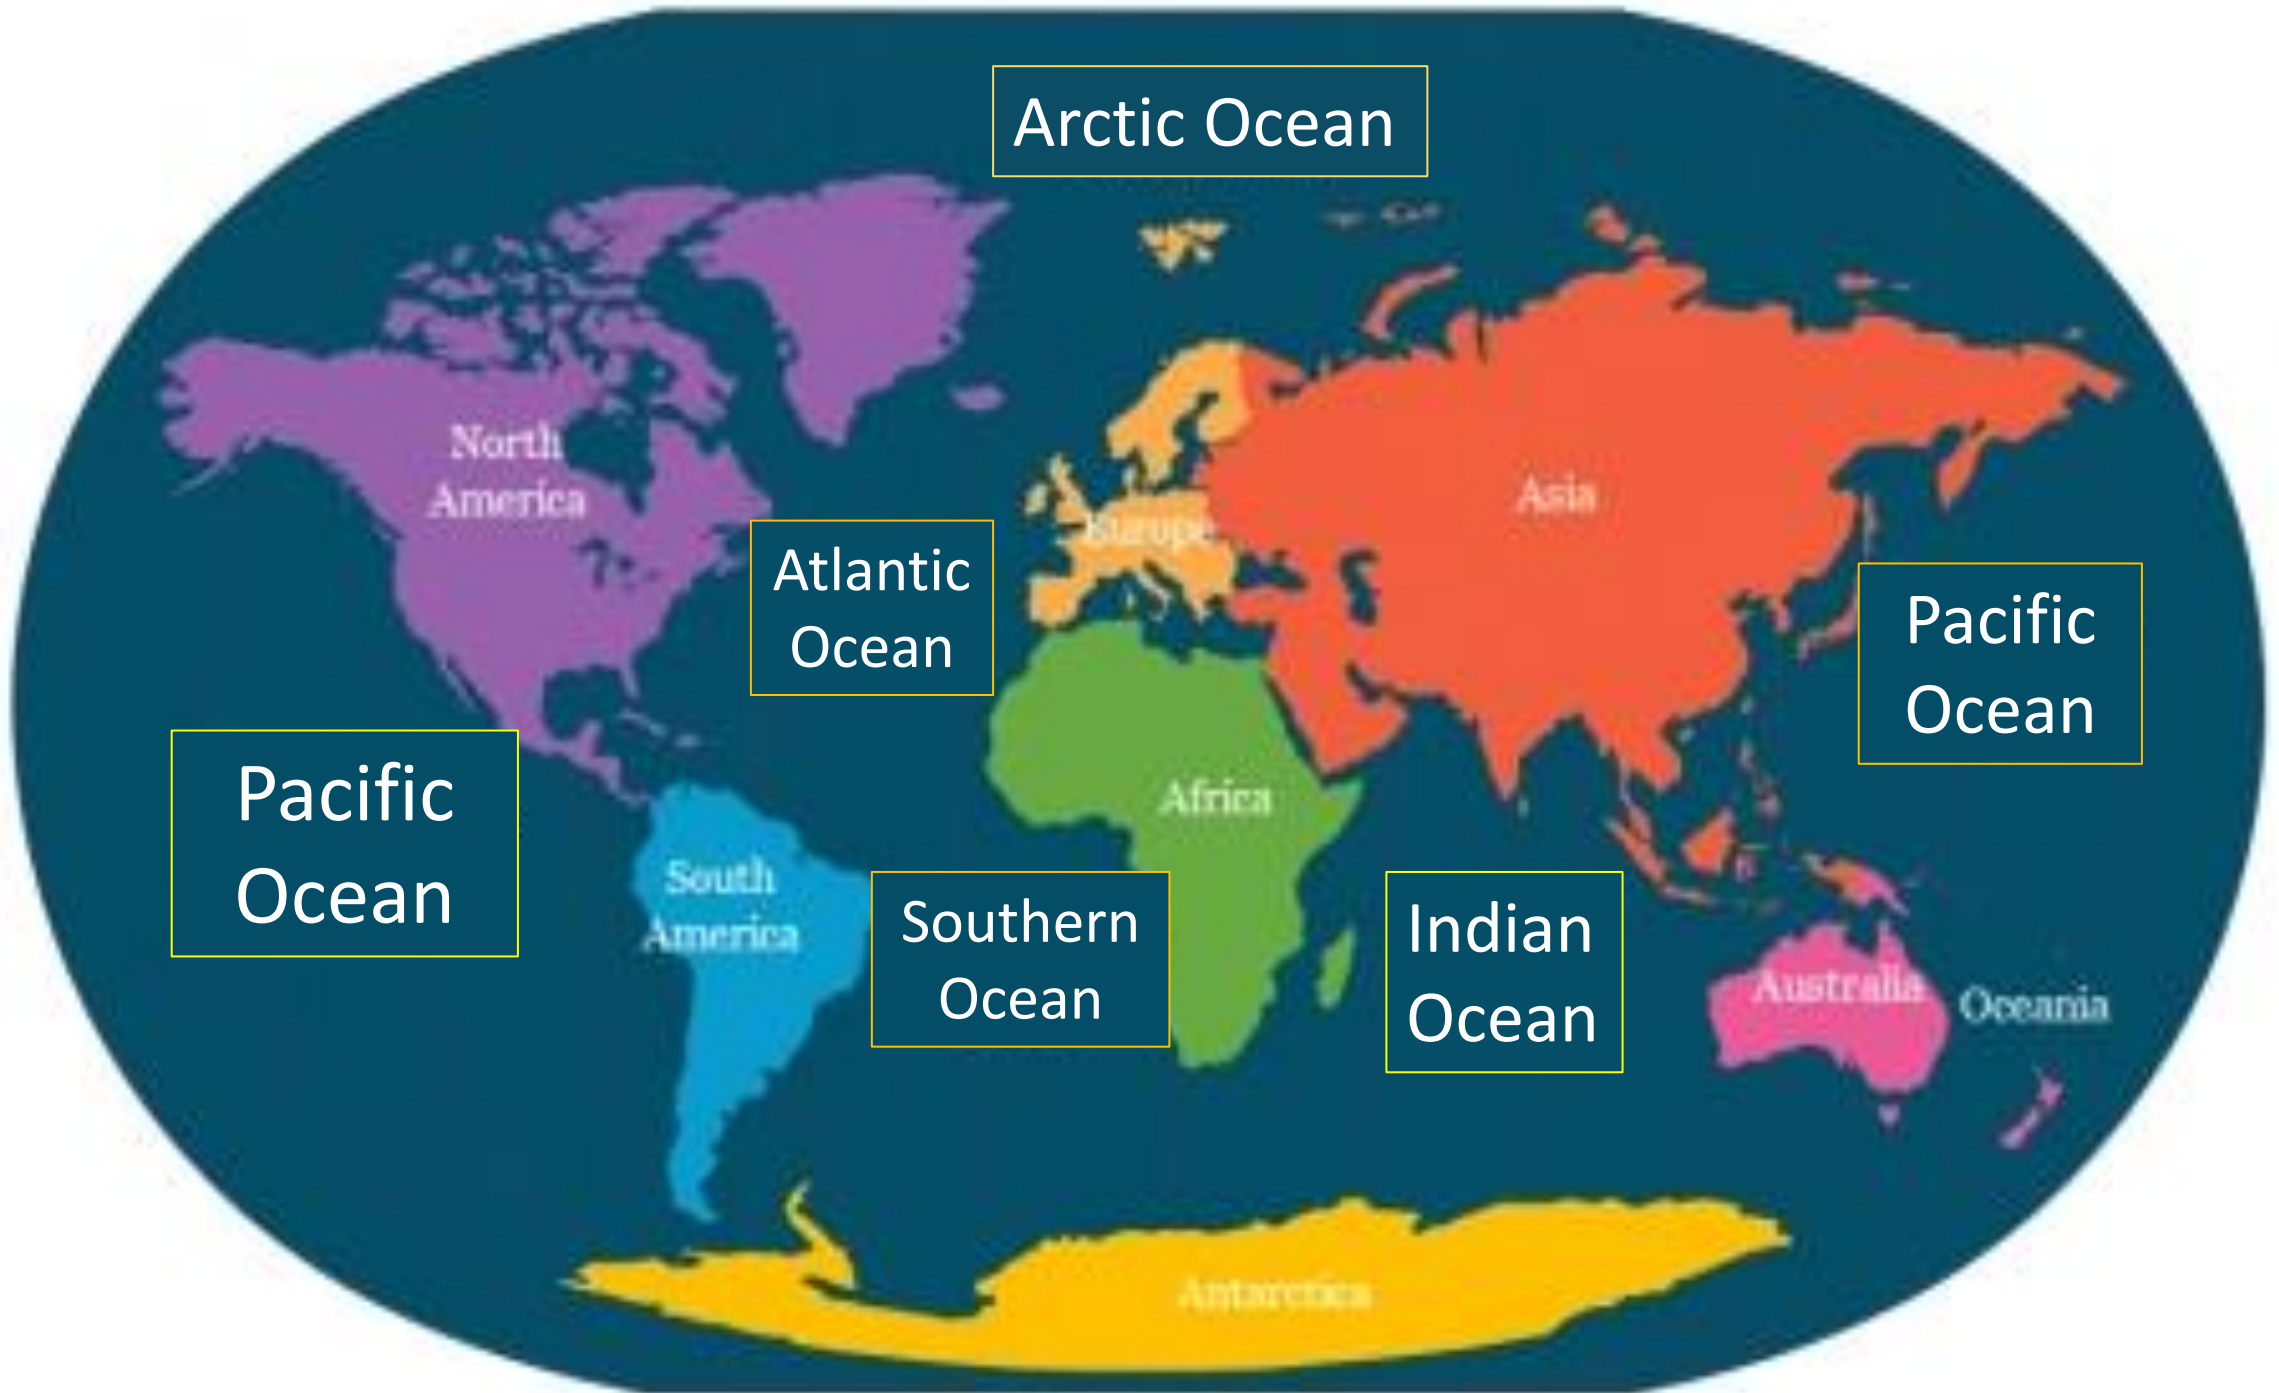 Arctic Ocean
North
America
Asia
Europe
Atlantic
Ocean
Pacific
Ocean
Pacific
Ocean
Africa
South
America
Southern
Ocean
Indian
Ocean
Australia
Oceania
Antarctica